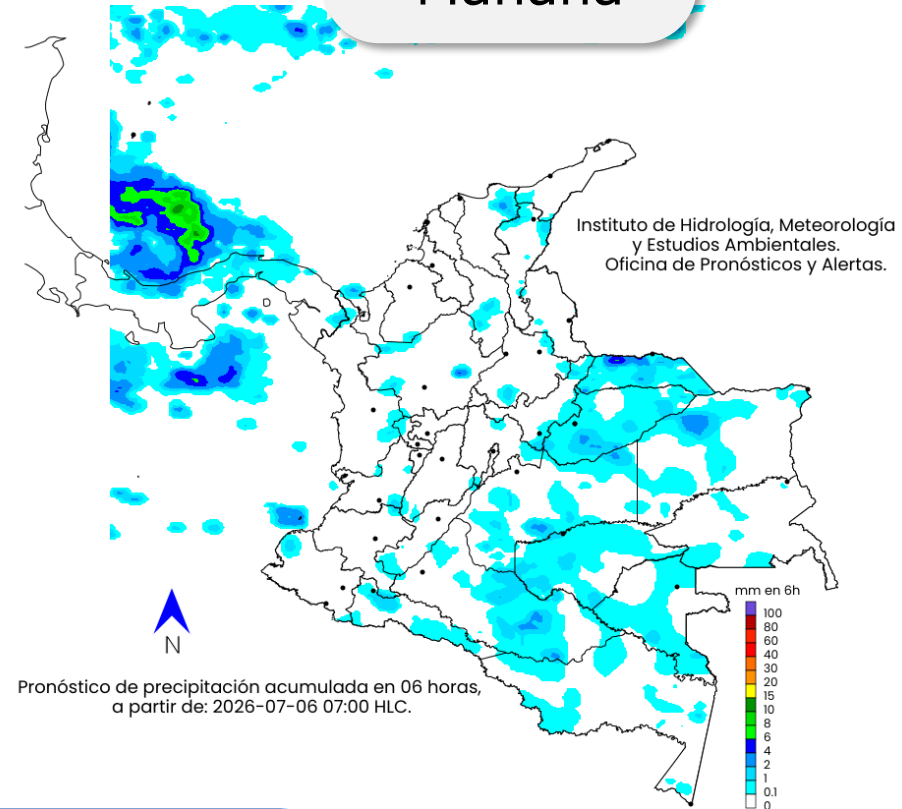 Mañana
Instituto de Hidrología, Meteorología
y Estudios Ambientales.
Oficina de Pronósticos y Alertas.
mm en 6h
100
80
60
40
30
20
15
10
8
6
4
2
1
0.1
0
N
Pronóstico de precipitación acumulada en 06 horas,
a partir de: 2026-07-06 07:00 HLC.